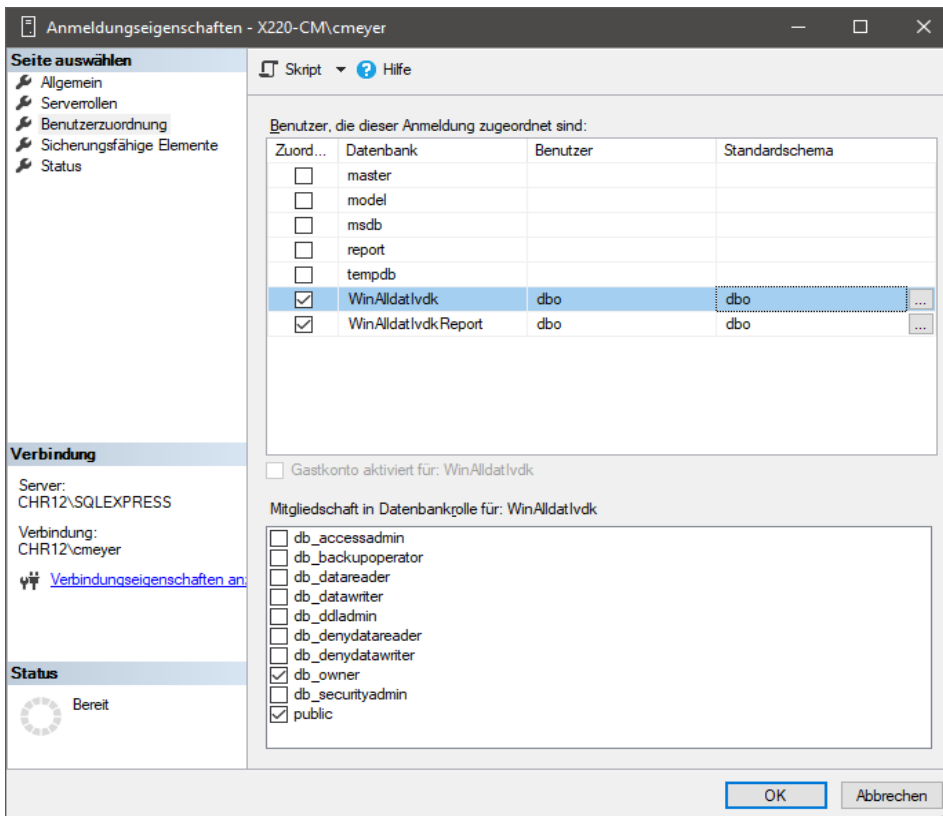 Anmeldungseigenschaften - X220-CM\cmeyer
Seite auswählen
Allgemein
Serverrollen
Benutzerzuordnung
Sicherungsfähige Elemente
Status
Skript
Hilfe
Benutzer, die dieser Anmeldung zugeordnet sind:
Zuord... Datenbank Benutzer Standardschema
master
model
msdb
report
tempdb
WinAlldatIvdk dbo dbo ...
WinAlldatIvdkReport dbo dbo ...
Gastkonto aktiviert für: WinAlldatIvdk
Mitgliedschaft in Datenbankrolle für: WinAlldatIvdk
db_accessadmin
db_backupoperator
db_datareader
db_datawriter
db_ddladmin
db_denydatareader
db_denydatawriter
db_owner
db_securityadmin
public
Verbindung
Server:
CHR12\SQLEXPRESS
Verbindung:
CHR12\cmeyer
Verbindungseigenschaften an
Status
Bereit
OK
Abbrechen